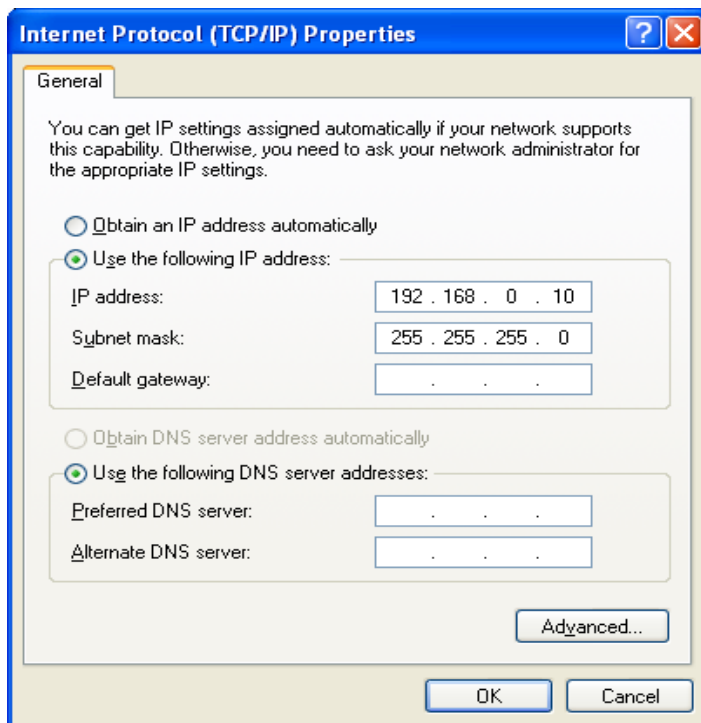 Internet Protocol (TCP/IP) Properties
General
You can get IP settings assigned automatically if your network supports
this capability. Otherwise, you need to ask your network administrator for
the appropriate IP settings.
Obtain an IP address automatically
Use the following IP address:
IP address: 192 . 168 . 0 . 10
Subnet mask: 255 . 255 . 255 . 0
Default gateway: . . .
Obtain DNS server address automatically
Use the following DNS server addresses:
Preferred DNS server: . . .
Alternate DNS server: . . .
Advanced...
OK Cancel